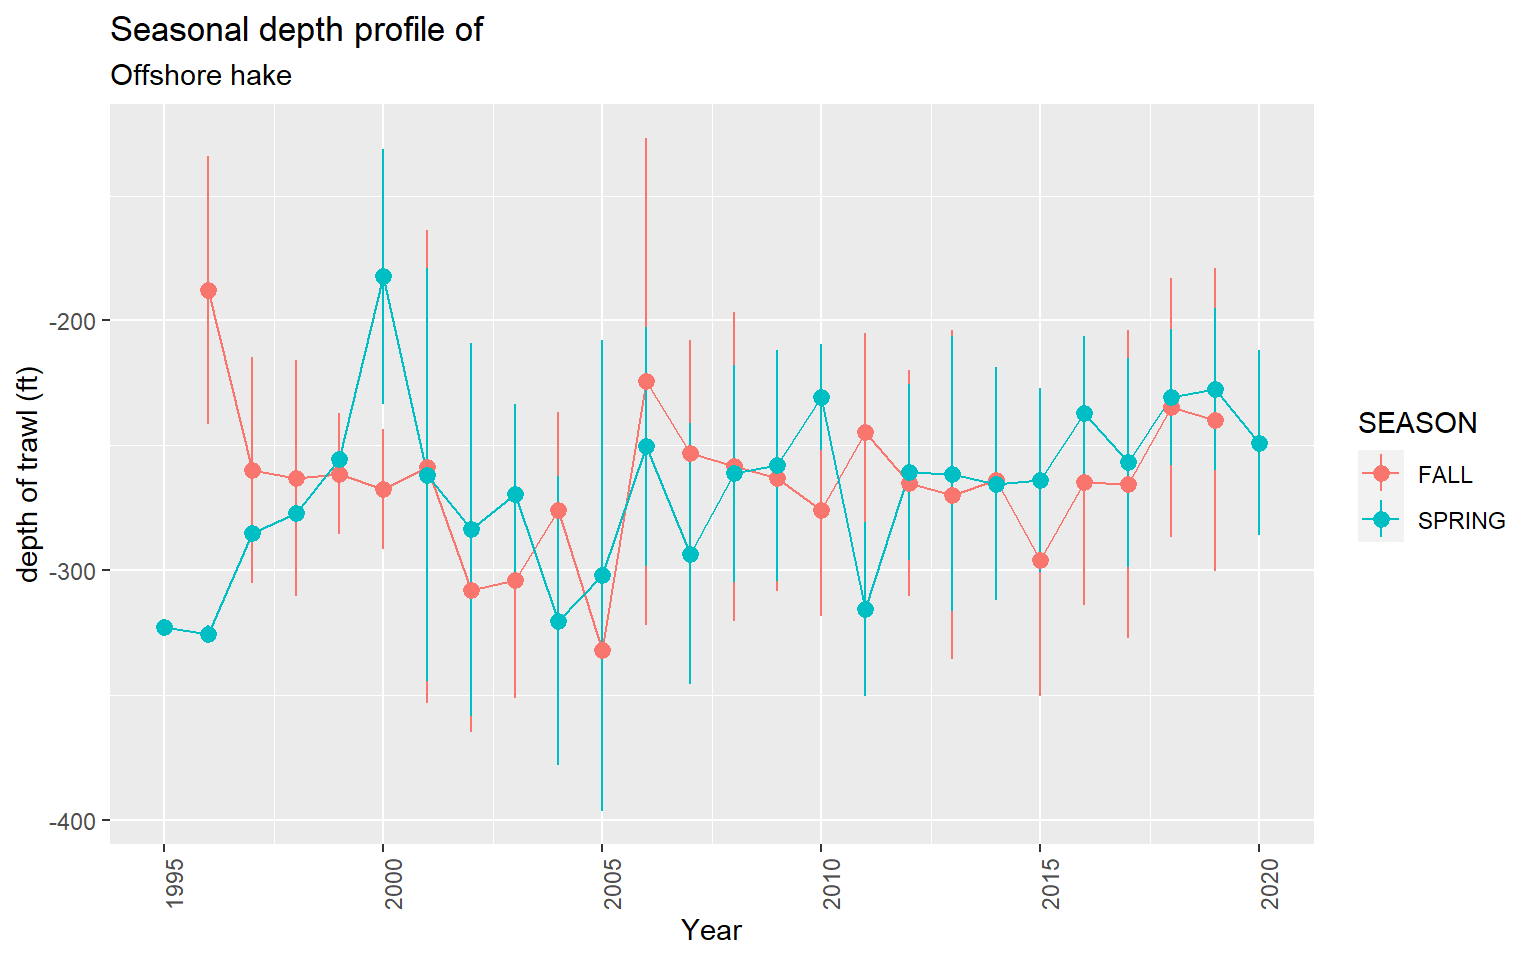 Seasonal depth profile of
Offshore hake
depth of trawl (ft)
-200
-300
-400
1995
2000
2005
2010
2015
2020
Year
SEASON
FALL
SPRING